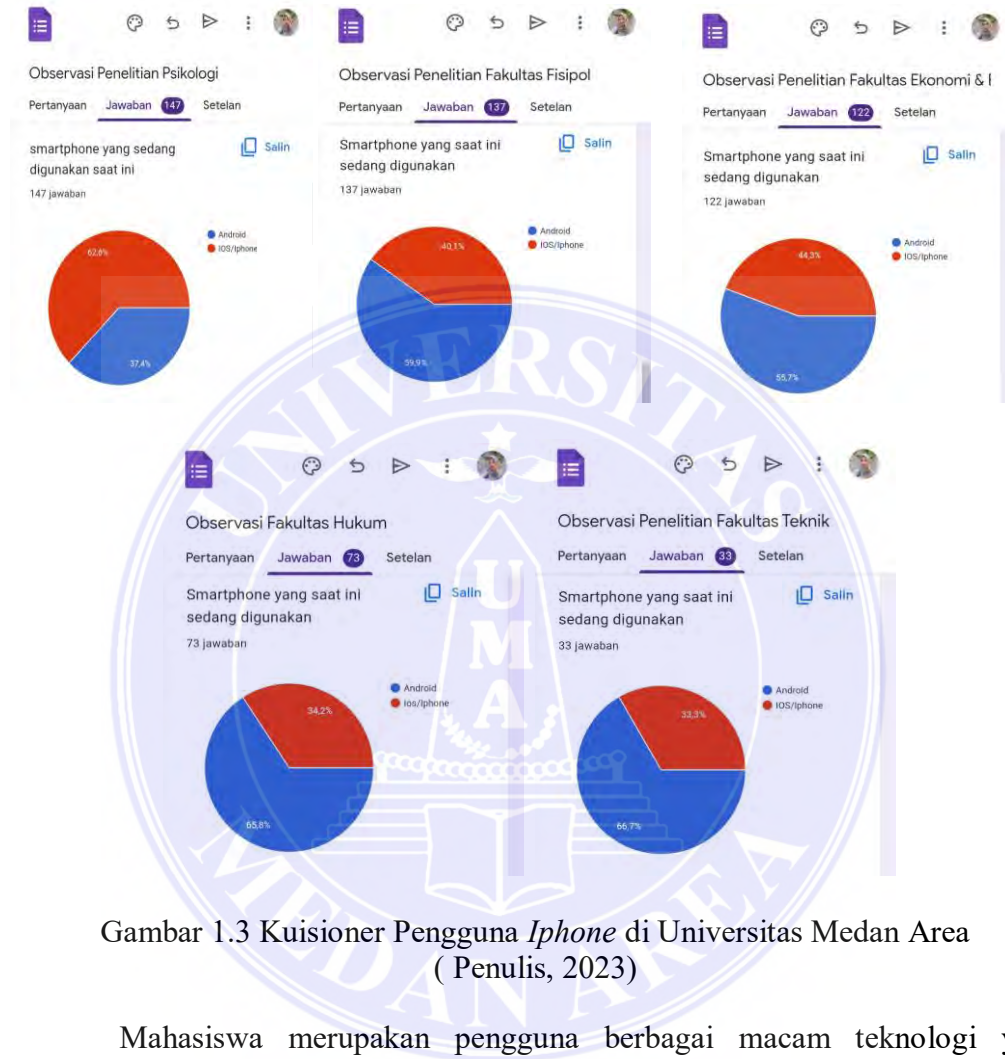 Observasi Penelitian Psikologi
Pertanyaan Jawaban 147 Setelan
smartphone yang sedang
digunakan saat ini
Salin
147 jawaban
Android
IOS/Iphone
62,6%
37,4%
Observasi Penelitian Fakultas Fisipol
Pertanyaan Jawaban 137 Setelan
Smartphone yang saat ini
sedang digunakan
Salin
137 jawaban
Android
IOS/Iphone
40,1%
59,9%
Observasi Penelitian Fakultas Ekonomi &
Pertanyaan Jawaban 122 Setelan
Smartphone yang saat ini
sedang digunakan
Salin
122 jawaban
Android
IOS/Iphone
44,3%
55,7%
Observasi Fakultas Hukum
Pertanyaan Jawaban 73 Setelan
Smartphone yang saat ini
sedang digunakan
Salin
73 jawaban
Android
Ios/Iphone
34,2%
65,8%
Observasi Penelitian Fakultas Teknik
Pertanyaan Jawaban 33 Setelan
Smartphone yang saat ini
sedang digunakan
Salin
33 jawaban
Android
IOS/Iphone
33,3%
66,7%
UNIVERSITAS
UMA
MEDAN AREA
Gambar 1.3 Kuisioner Pengguna Iphone di Universitas Medan Area
( Penulis, 2023)
Mahasiswa merupakan pengguna berbagai macam teknologi